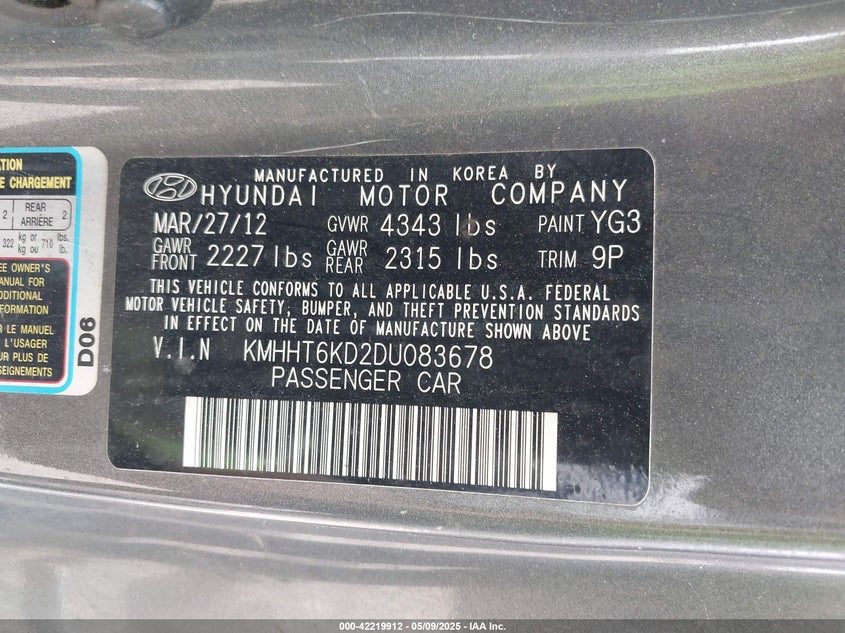 ATION
E CHARGEMENT
2 REAR ARRIÈRE 2
322 kg or 710 lbs.
kg ou lb.
EE OWNER'S
MANUAL FOR
DDITIONAL
FORMATION
R LE MANUEL
L'USAGER
UR PLUS DE
SEIGNEMENTS
D06
MANUFACTURED IN KOREA BY
HYUNDAI MOTOR COMPANY
MAR/27/12 GVWR 4343 lbs PAINT YG3
GAWR FRONT 2227 lbs GAWR REAR 2315 lbs TRIM 9P
THIS VEHICLE CONFORMS TO ALL APPLICABLE U.S.A. FEDERAL
MOTOR VEHICLE SAFETY, BUMPER, AND THEFT PREVENTION STANDARDS
IN EFFECT ON THE DATE OF MANUFACTURE SHOWN ABOVE
V.I.N KMHHT6KD2DU083678
PASSENGER CAR
000-42219912 - 05/09/2025 - IAA Inc.